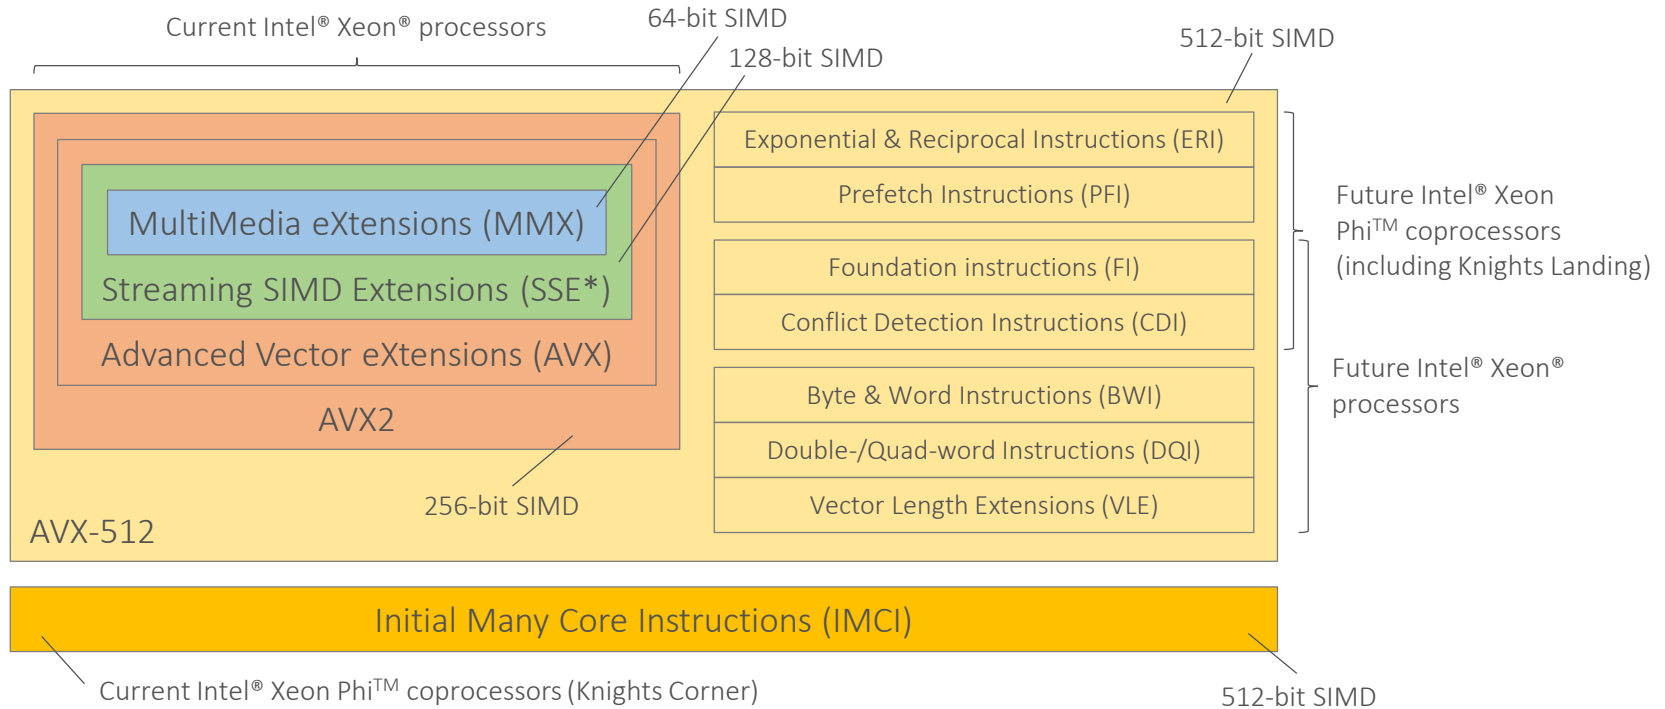 Current Intel® Xeon® processors
64-bit SIMD
128-bit SIMD
512-bit SIMD
MultiMedia eXtensions (MMX)
Streaming SIMD Extensions (SSE*)
Advanced Vector eXtensions (AVX)
AVX2
256-bit SIMD
AVX-512
Exponential & Reciprocal Instructions (ERI)
Prefetch Instructions (PFI)
Foundation instructions (FI)
Conflict Detection Instructions (CDI)
Byte & Word Instructions (BWI)
Double-/Quad-word Instructions (DQI)
Vector Length Extensions (VLE)
Future Intel® Xeon
Phi™ coprocessors
(including Knights Landing)
Future Intel® Xeon®
processors
Initial Many Core Instructions (IMCI)
Current Intel® Xeon Phi™ coprocessors (Knights Corner)
512-bit SIMD